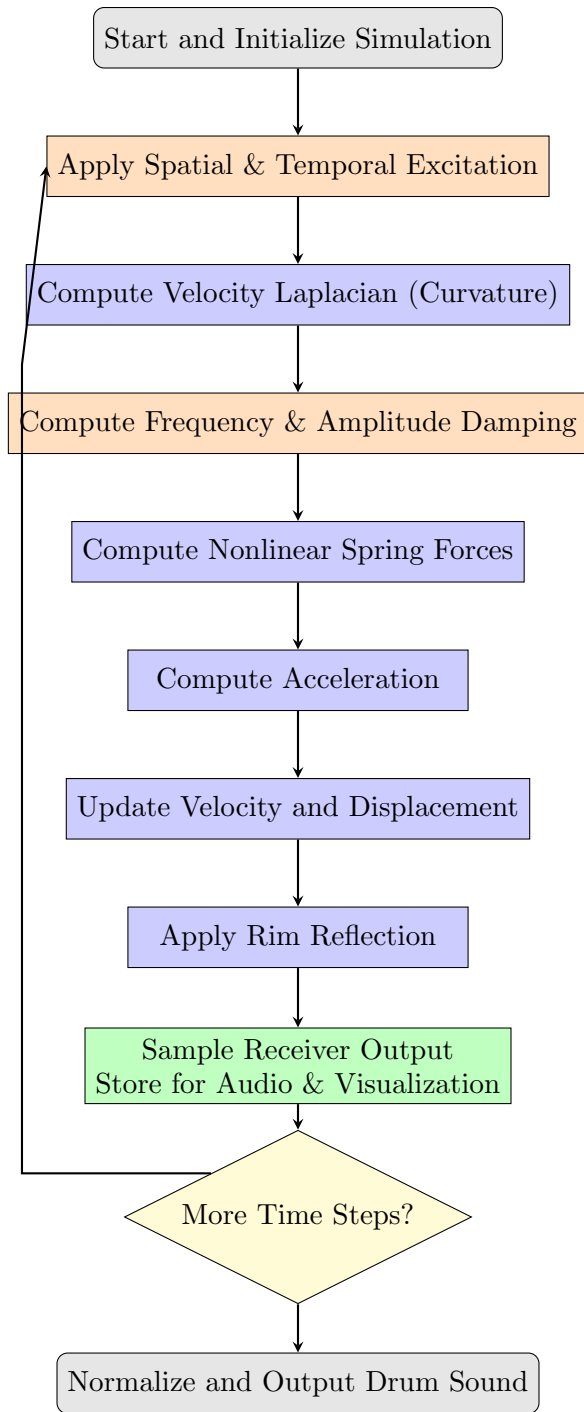 Start and Initialize Simulation
Apply Spatial & Temporal Excitation
Compute Velocity Laplacian (Curvature)
Compute Frequency & Amplitude Damping
Compute Nonlinear Spring Forces
Compute Acceleration
Update Velocity and Displacement
Apply Rim Reflection
Sample Receiver Output
Store for Audio & Visualization
More Time Steps?
Normalize and Output Drum Sound